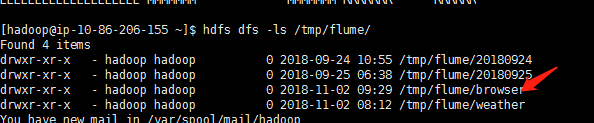 [hadoop@ip-10-86-206-155 ~]$ hdfs dfs -ls /tmp/flume/
Found 4 items
drwxr-xr-x - hadoop hadoop 0 2018-09-24 10:55 /tmp/flume/20180924
drwxr-xr-x - hadoop hadoop 0 2018-09-25 06:38 /tmp/flume/20180925
drwxr-xr-x - hadoop hadoop 0 2018-11-02 09:29 /tmp/flume/browser
drwxr-xr-x - hadoop hadoop 0 2018-11-02 08:12 /tmp/flume/weather
You have new mail in /var/spool/mail/hadoop